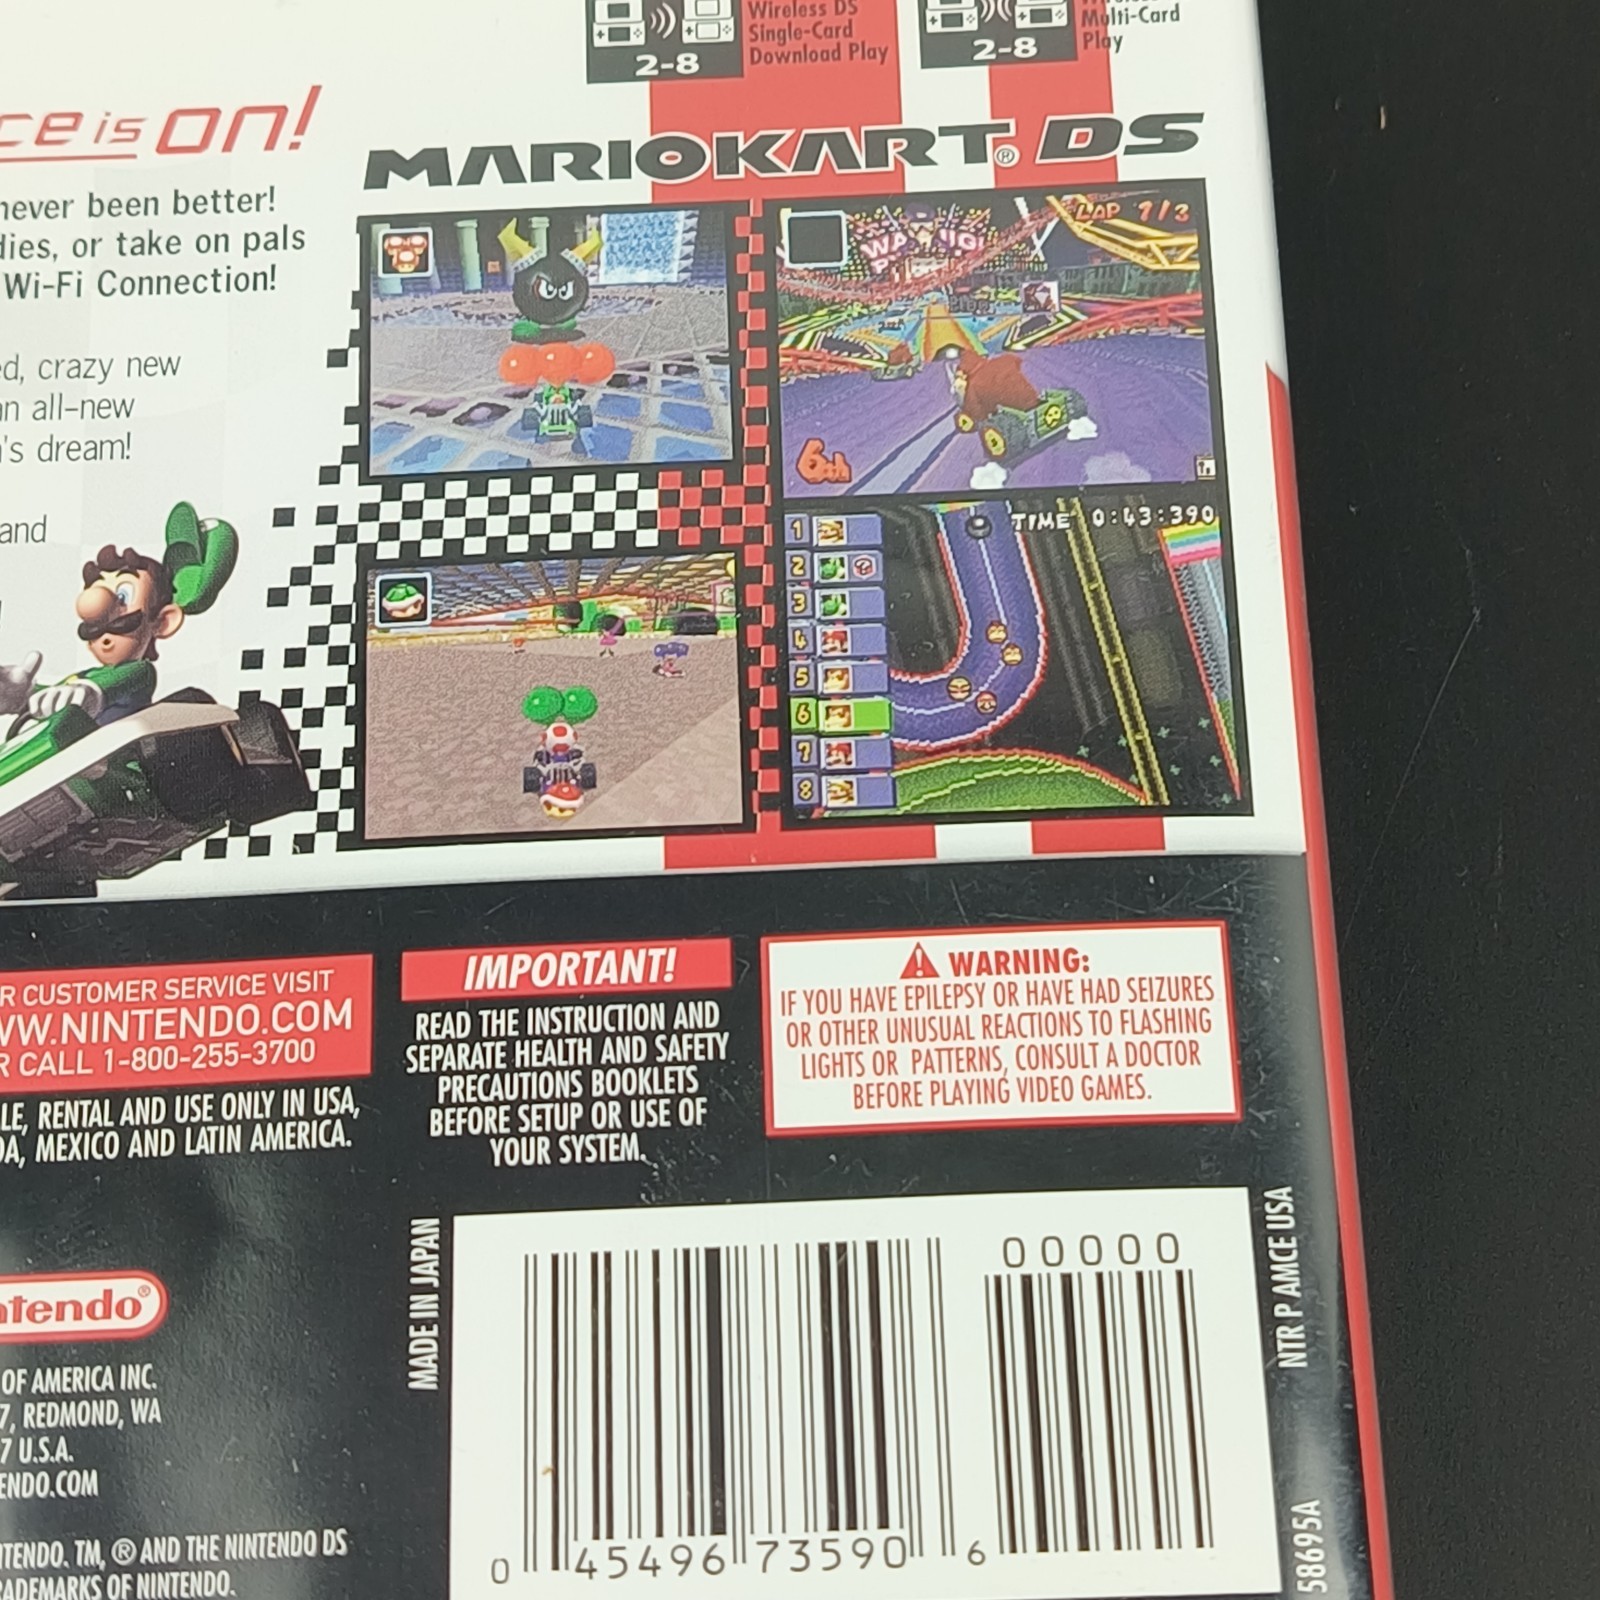 Wireless DS
Single-Card
Download Play
2-8
Multi-Card
Play
2-8
ce is on!
MARIOKART® DS
never been better!
dies, or take on pals
Wi-Fi Connection!
ed, crazy new
an all-new
's dream!
and
LAP 1/3
6th
TIME 0:43:390
1
2
3
4
5
6
7
8
R CUSTOMER SERVICE VISIT
WW.NINTENDO.COM
R CALL 1-800-255-3700
LE, RENTAL AND USE ONLY IN USA,
DA, MEXICO AND LATIN AMERICA.
IMPORTANT!
READ THE INSTRUCTION AND
SEPARATE HEALTH AND SAFETY
PRECAUTIONS BOOKLETS
BEFORE SETUP OR USE OF
YOUR SYSTEM.
WARNING:
IF YOU HAVE EPILEPSY OR HAVE HAD SEIZURES
OR OTHER UNUSUAL REACTIONS TO FLASHING
LIGHTS OR PATTERNS, CONSULT A DOCTOR
BEFORE PLAYING VIDEO GAMES.
ntendo®
OF AMERICA INC.
7, REDMOND, WA
7 U.S.A.
ENDO.COM
TENDO. TM, ® AND THE NINTENDO DS
ADEMARKS OF NINTENDO.
MADE IN JAPAN
00000
0 45496 73590 6
NTR P AMCE USA
58695A